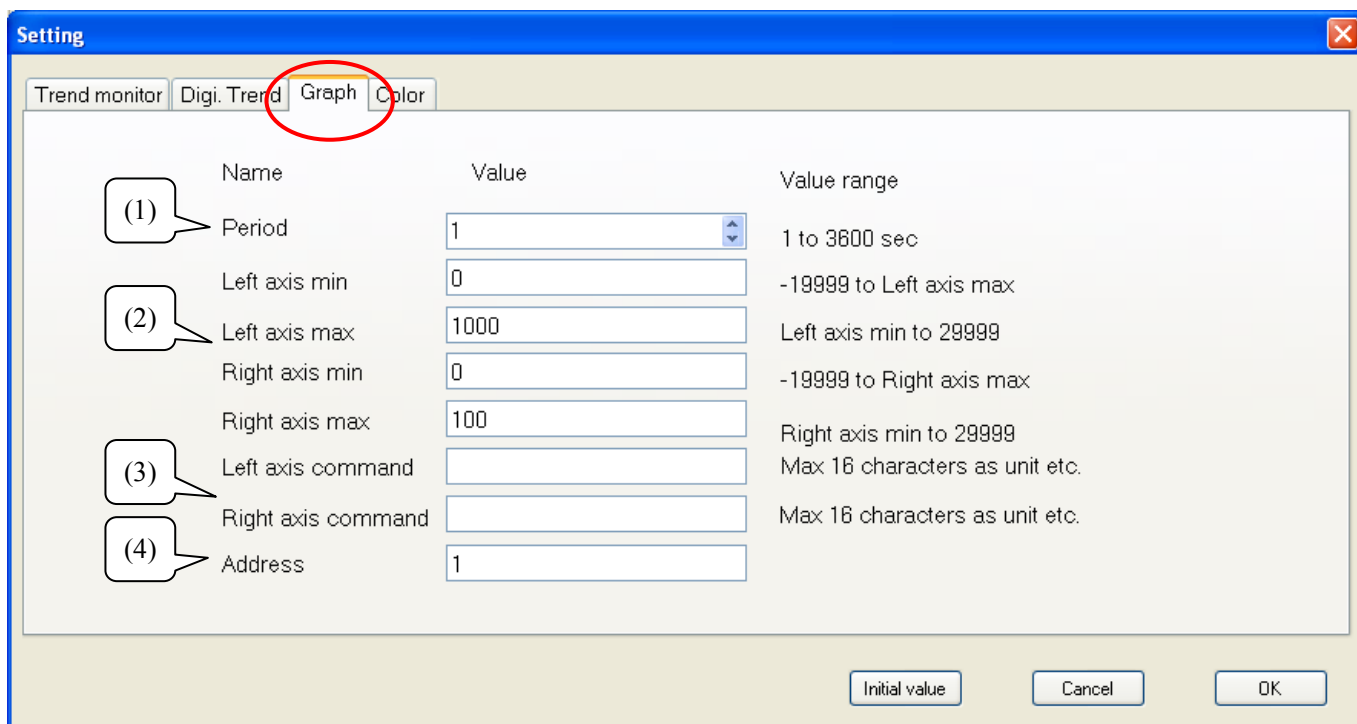 Setting
Trend monitor Digi. Trend Graph Color
Name Value Value range
(1) Period 1 1 to 3600 sec
Left axis min 0 -19999 to Left axis max
(2) Left axis max 1000 Left axis min to 29999
Right axis min 0 -19999 to Right axis max
Right axis max 100 Right axis min to 29999
(3) Left axis command Max 16 characters as unit etc.
Right axis command Max 16 characters as unit etc.
(4) Address 1
Initial value Cancel OK